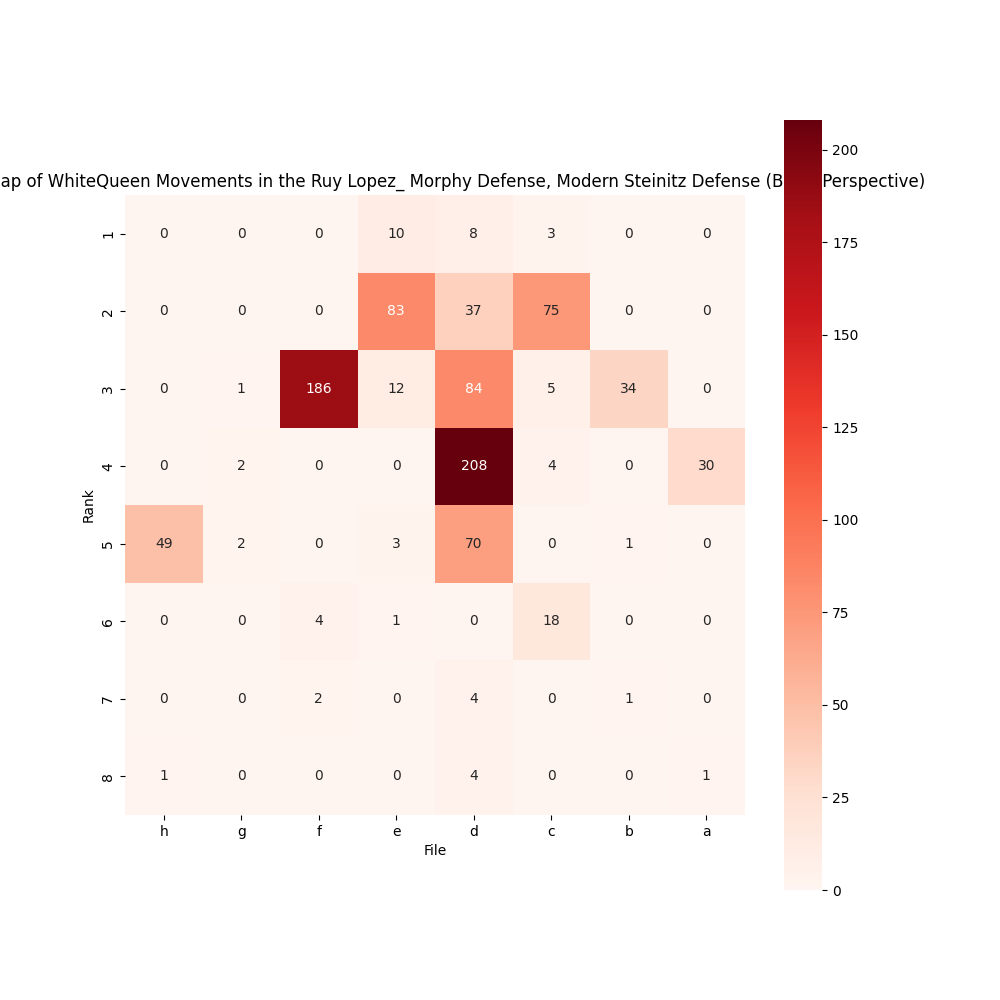 ap of WhiteQueen Movements in the Ruy Lopez_ Morphy Defense, Modern Steinitz Defense (B Perspective)
200
175
150
125
100
75
50
25
0
Rank
1 0 0 0 10 8 3 0 0
2 0 0 0 83 37 75 0 0
3 0 1 186 12 84 5 34 0
4 0 2 0 0 208 4 0 30
5 49 2 0 3 70 0 1 0
6 0 0 4 1 0 18 0 0
7 0 0 2 0 4 0 1 0
8 1 0 0 0 4 0 0 1
h g f e d c b a
File